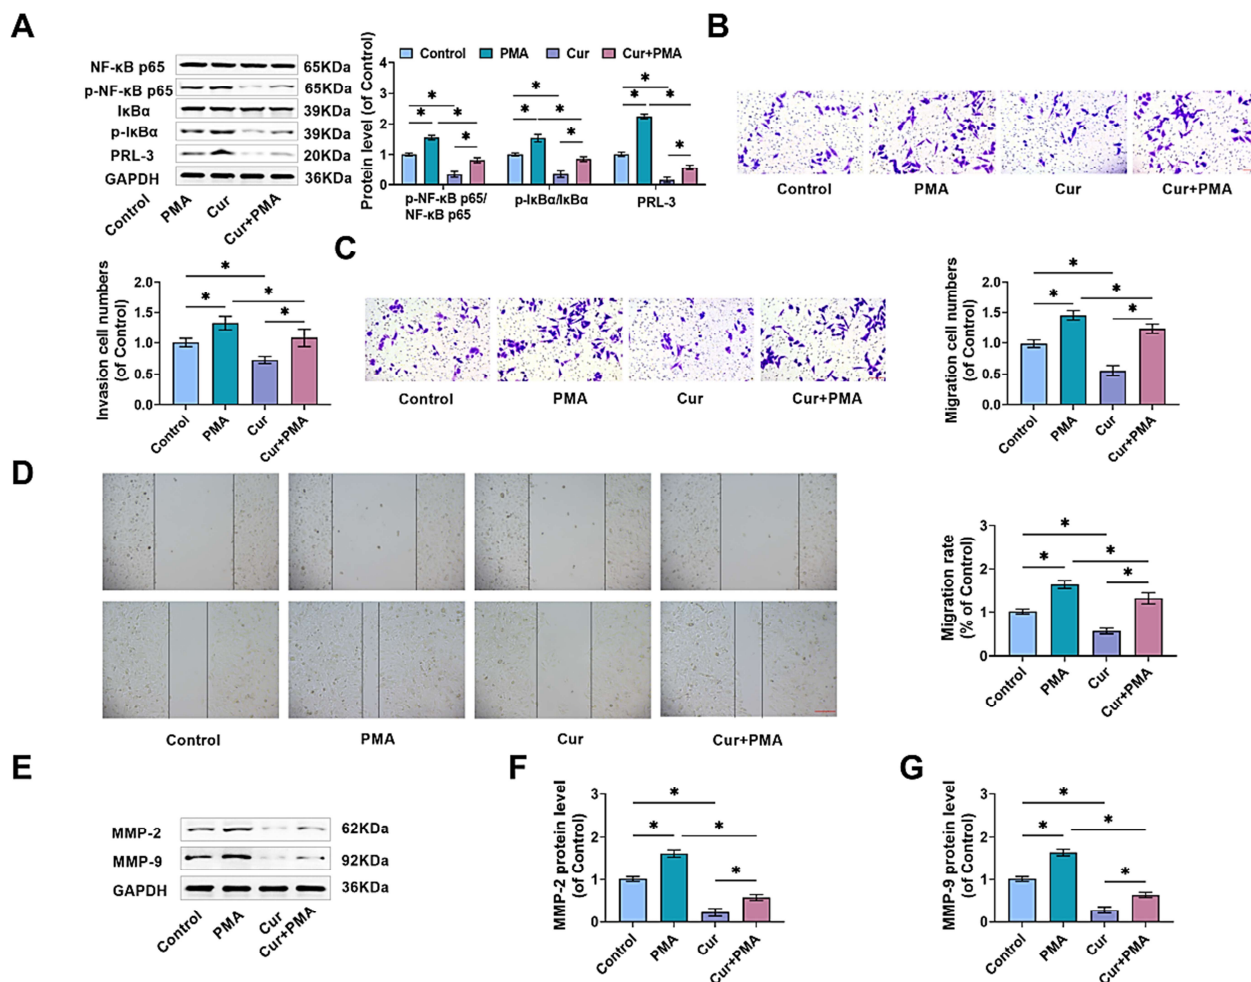 A
NF-κB p65
65KDa
p-NF-κB p65
65KDa
IκBα
39KDa
p-IκBα
39KDa
PRL-3
20KDa
GAPDH
36KDa
Control
PMA
Cur
Cur+PMA
Control
PMA
Cur
Cur+PMA
Protein level (of Control)
4
3
2
1
0
* * * * *
* * * * *
* * * * *
p-NF-κB p65/
NF-κB p65
p-IκBα/IκBα
PRL-3
B
Control
PMA
Cur
Cur+PMA
Invasion cell numbers
(of Control)
2.0
1.5
1.0
0.5
0.0
* * * *
Control
PMA
Cur
Cur+PMA
C
Control
PMA
Cur
Cur+PMA
Migration cell numbers
(of Control)
2.0
1.5
1.0
0.5
0.0
* * * *
Control
PMA
Cur
Cur+PMA
D
Control
PMA
Cur
Cur+PMA
Migration rate
(% of Control)
3
2
1
0
* * * *
Control
PMA
Cur
Cur+PMA
E
MMP-2
62KDa
MMP-9
92KDa
GAPDH
36KDa
Control
PMA
Cur
Cur+PMA
F
MMP-2 protein level
(of Control)
3
2
1
0
* * * *
Control
PMA
Cur
Cur+PMA
G
MMP-9 protein level
(of Control)
3
2
1
0
* * * *
Control
PMA
Cur
Cur+PMA